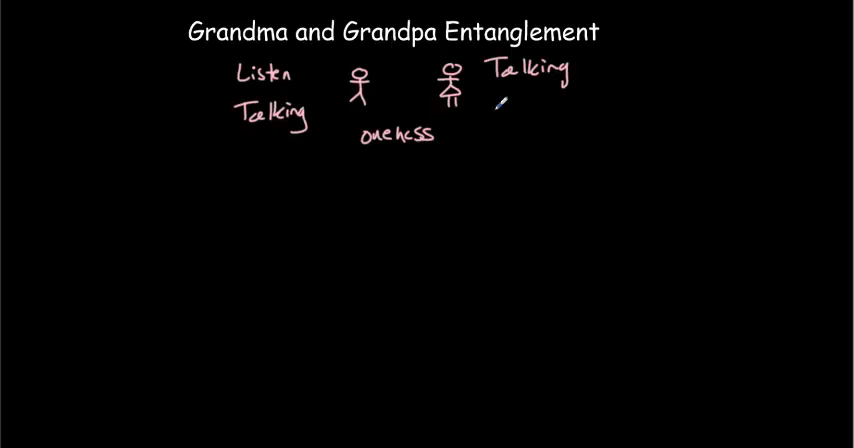 Grandma and Grandpa Entanglement
Listen
Talking
Talking
oneness